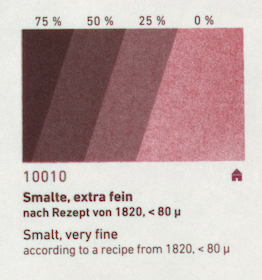 75 % 50 % 25 % 0 %
10010
Smalte, extra fein
nach Rezept von 1820, < 80 µ
Smalt, very fine
according to a recipe from 1820, < 80 µ